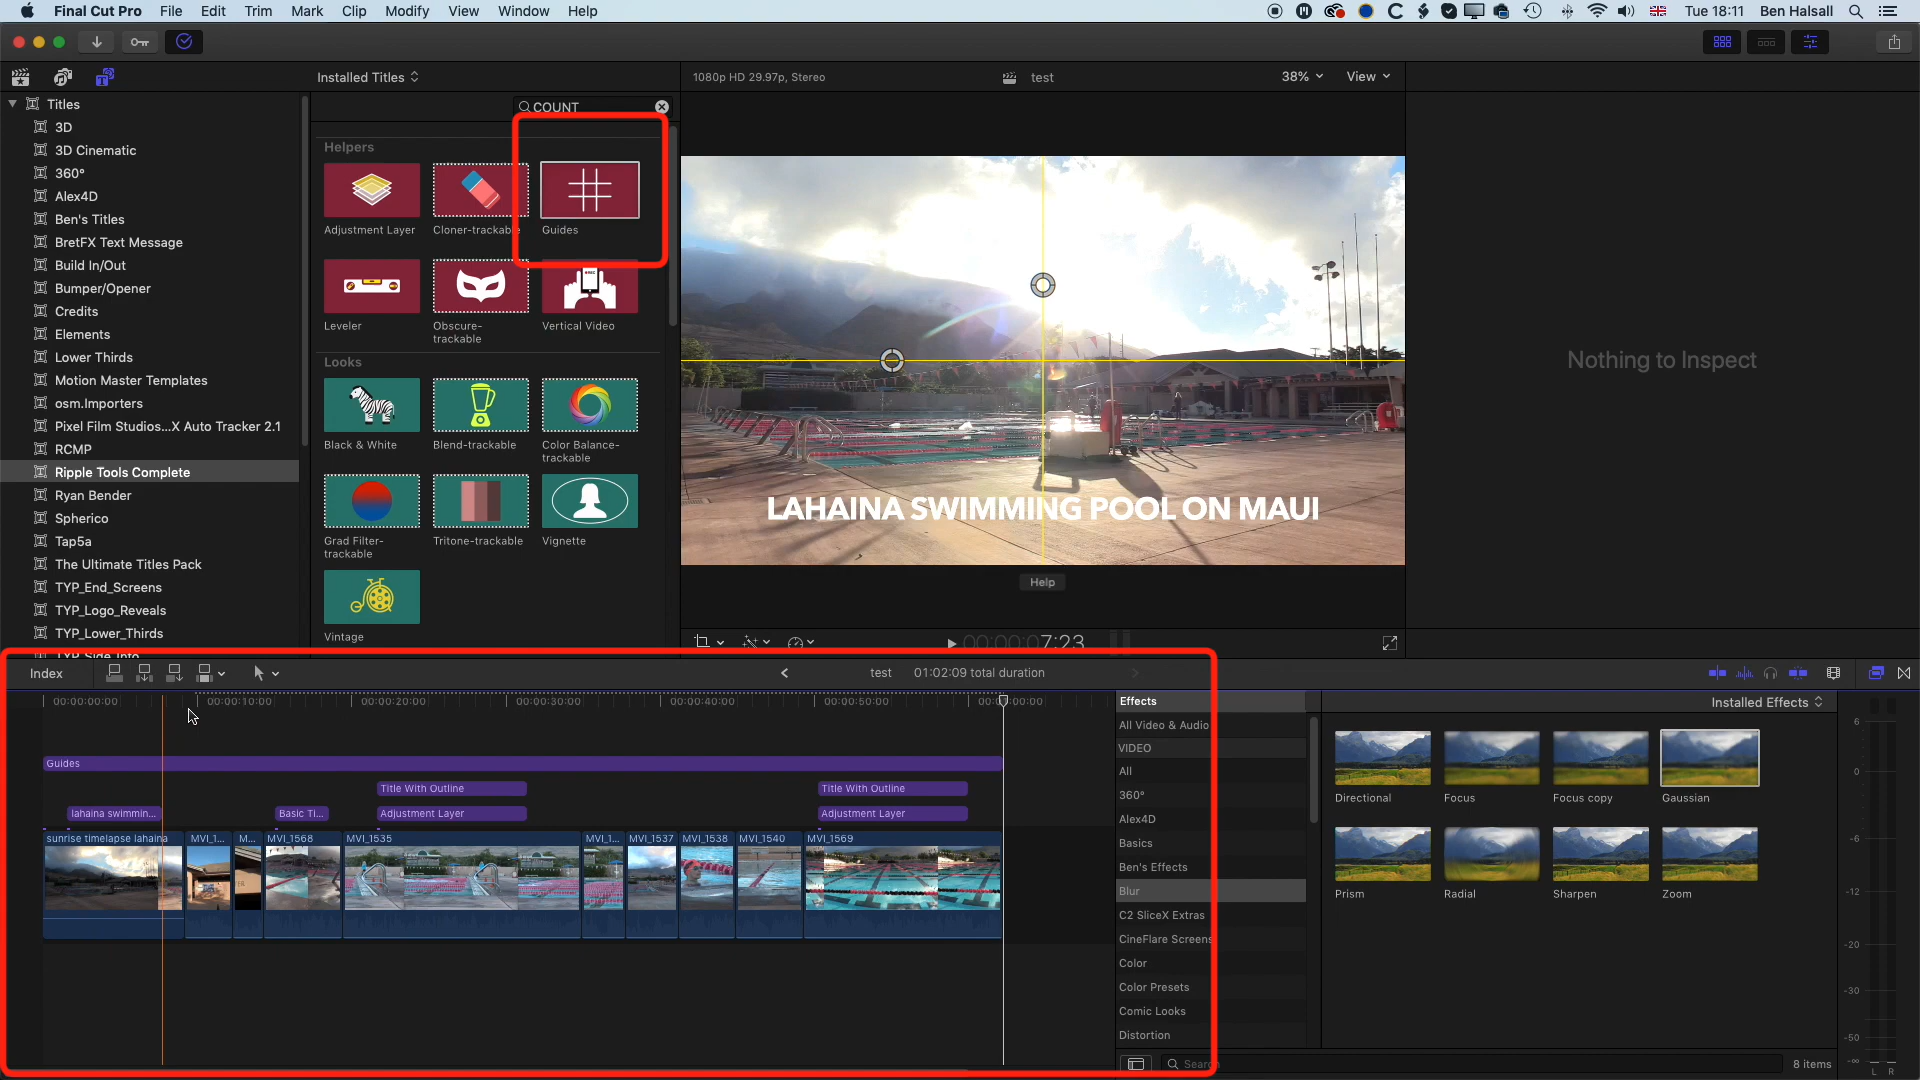 Final Cut Pro File Edit Trim Mark Clip Modify View Window Help
Tue 18:11 Ben Halsall
Installed Titles
1080p HD 29.97p, Stereo
test
38%
View
Titles
3D
3D Cinematic
360°
Alex4D
Ben's Titles
BretFX Text Message
Build In/Out
Bumper/Opener
Credits
Elements
Lower Thirds
Motion Master Templates
osm.Importers
Pixel Film Studios...X Auto Tracker 2.1
RCMP
Ripple Tools Complete
Ryan Bender
Spherico
Tap5a
The Ultimate Titles Pack
TYP_End_Screens
TYP_Logo_Reveals
TYP_Lower_Thirds
TYP_Side_Info
COUNT
Helpers
Adjustment Layer
Cloner-trackable
Guides
Leveler
Obscure-
trackable
Vertical Video
Looks
Black & White
Blend-trackable
Color Balance-
trackable
Grad Filter-
trackable
Tritone-trackable
Vignette
Vintage
LAHAINA SWIMMING POOL ON MAUI
Help
00:00:00:07:23
Nothing to Inspect
Index
test
01:02:09 total duration
00:00:00:00
00:00:10:00
00:00:20:00
00:00:30:00
00:00:40:00
00:00:50:00
Guides
Title With Outline
Title With Outline
lahaina swimmin...
Basic Ti...
Adjustment Layer
Adjustment Layer
sunrise timelapse lahaina
MVI_1...
M...
MVI_1568
MVI_1535
MVI_1...
MVI_1537
MVI_1538
MVI_1540
MVI_1569
Effects
All Video & Audio
VIDEO
All
360°
Alex4D
Basics
Ben's Effects
Blur
C2 SliceX Extras
CineFlare Screens
Color
Color Presets
Comic Looks
Distortion
Installed Effects
Directional
Focus
Focus copy
Gaussian
Prism
Radial
Sharpen
Zoom
Search
8 items
6
0
-6
-12
-20
-30
-50
-∞
L R